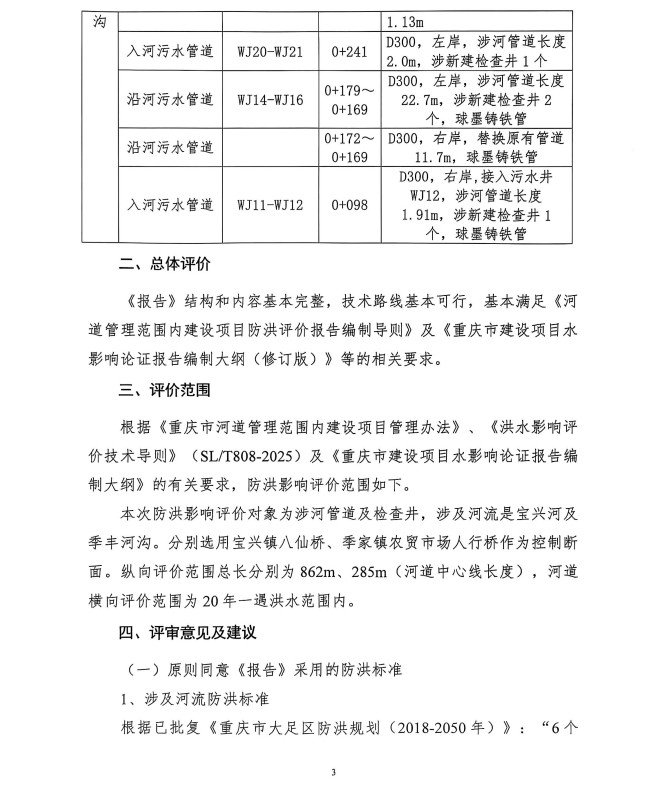 沟
1.13m
入河污水管道 WJ20-WJ21 0+241 D300，左岸，涉河管道长度
2.0m，涉新建检查井 1 个
沿河污水管道 WJ14-WJ16 0+179～
0+169 D300，左岸，涉河管道长度
22.7m，涉新建检查井 2
个，球墨铸铁管
沿河污水管道 0+172～
0+169 D300，右岸，替换原有管道
11.7m，球墨铸铁管
入河污水管道 WJ11-WJ12 0+098 D300，右岸,接入污水井
WJ12，涉河管道长度
1.91m，涉新建检查井 1
个，球墨铸铁管
二、总体评价
《报告》结构和内容基本完整，技术路线基本可行，基本满足《河
道管理范围内建设项目防洪评价报告编制导则》及《重庆市建设项目水
影响论证报告编制大纲（修订版）》等的相关要求。
三、评价范围
根据《重庆市河道管理范围内建设项目管理办法》、《洪水影响评
价技术导则》（SL/T808-2025）及《重庆市建设项目水影响论证报告编
制大纲》的有关要求，防洪影响评价范围如下。
本次防洪影响评价对象为涉河管道及检查井，涉及河流是宝兴河及
季丰河沟。分别选用宝兴镇八仙桥、季家镇农贸市场人行桥作为控制断
面。纵向评价范围总长分别为 862m、285m（河道中心线长度），河道
横向评价范围为 20 年一遇洪水范围内。
四、评审意见及建议
（一）原则同意《报告》采用的防洪标准
1、涉及河流防洪标准
根据已批复《重庆市大足区防洪规划（2018-2050 年）》：“6 个
3